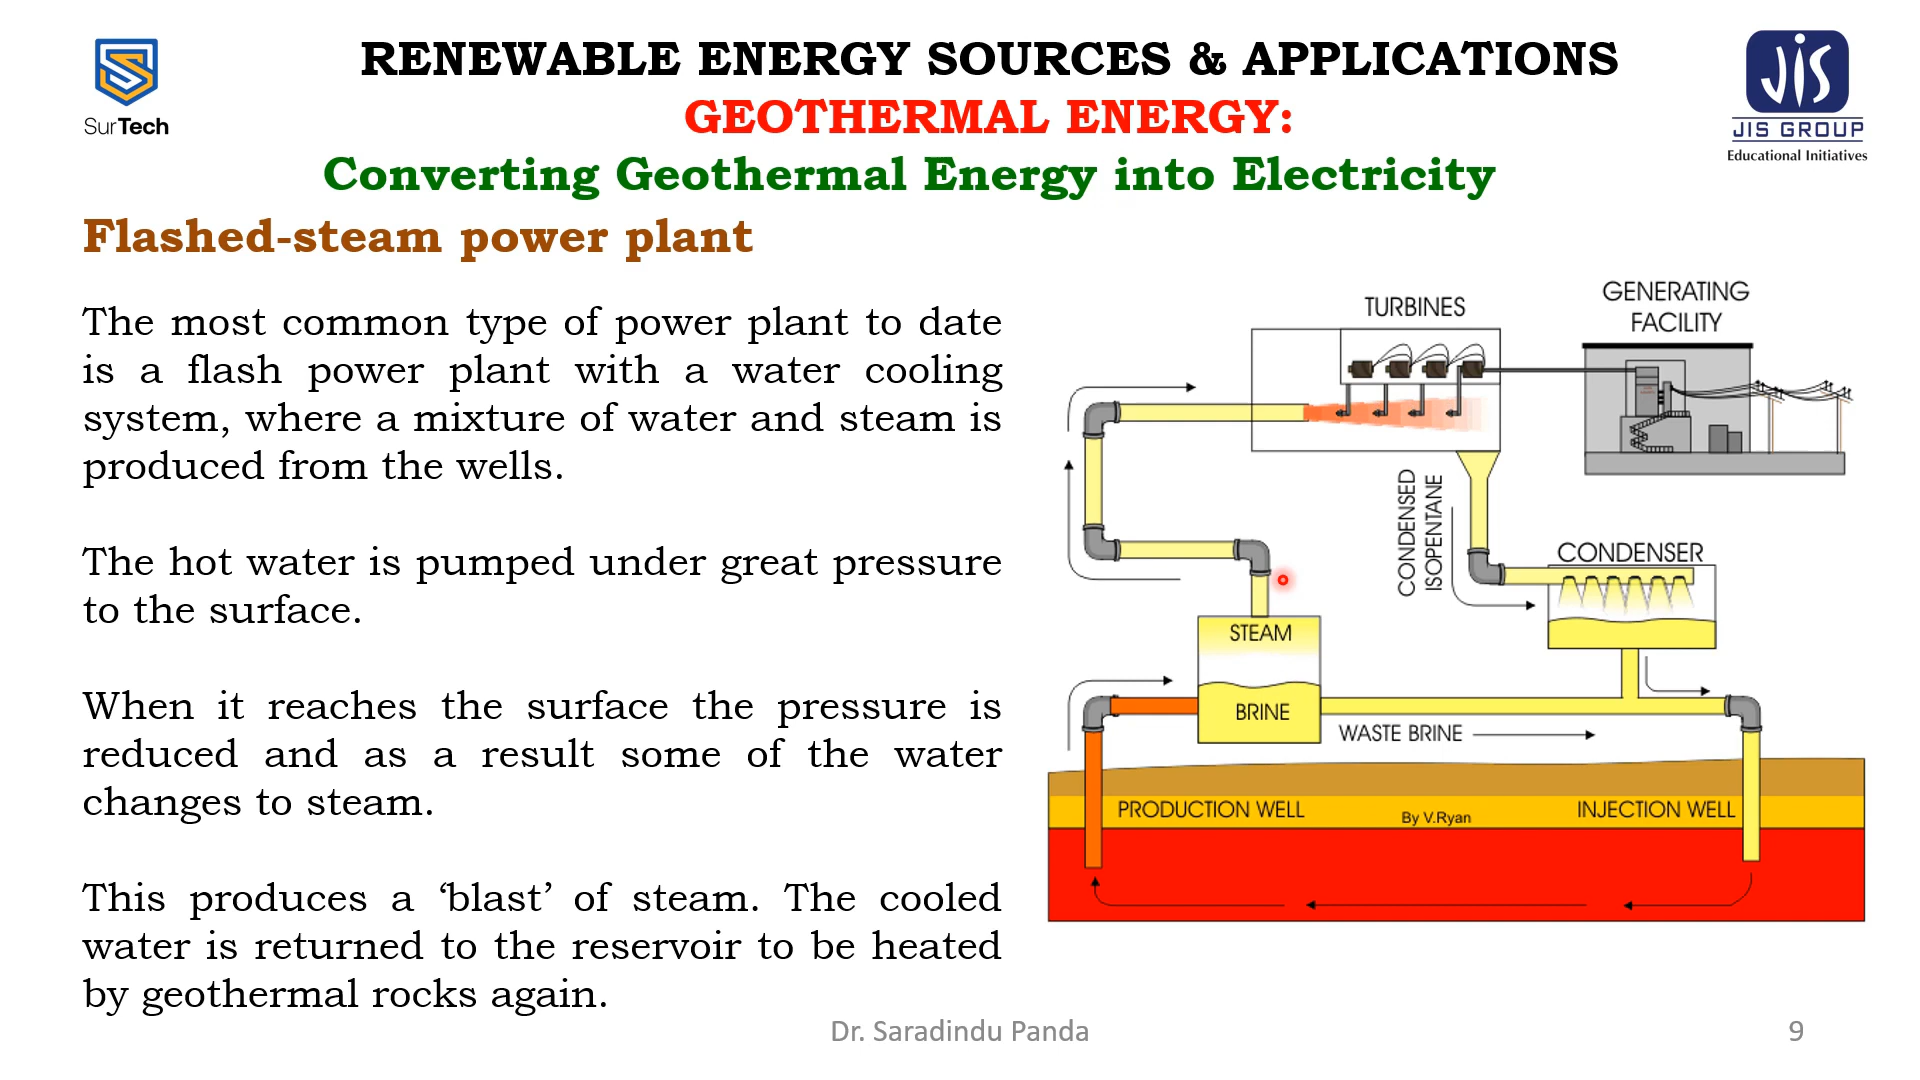 RENEWABLE ENERGY SOURCES & APPLICATIONS
GEOTHERMAL ENERGY:
Converting Geothermal Energy into Electricity
SurTech
JIS
JIS GROUP
Educational Initiatives
Flashed-steam power plant
The most common type of power plant to date
is a flash power plant with a water cooling
system, where a mixture of water and steam is
produced from the wells.
The hot water is pumped under great pressure
to the surface.
When it reaches the surface the pressure is
reduced and as a result some of the water
changes to steam.
This produces a ‘blast’ of steam. The cooled
water is returned to the reservoir to be heated
by geothermal rocks again.
TURBINES
GENERATING
FACILITY
CONDENSED
ISOPENTANE
CONDENSER
STEAM
BRINE
WASTE BRINE
PRODUCTION WELL
By V.Ryan
INJECTION WELL
Dr. Saradindu Panda
9